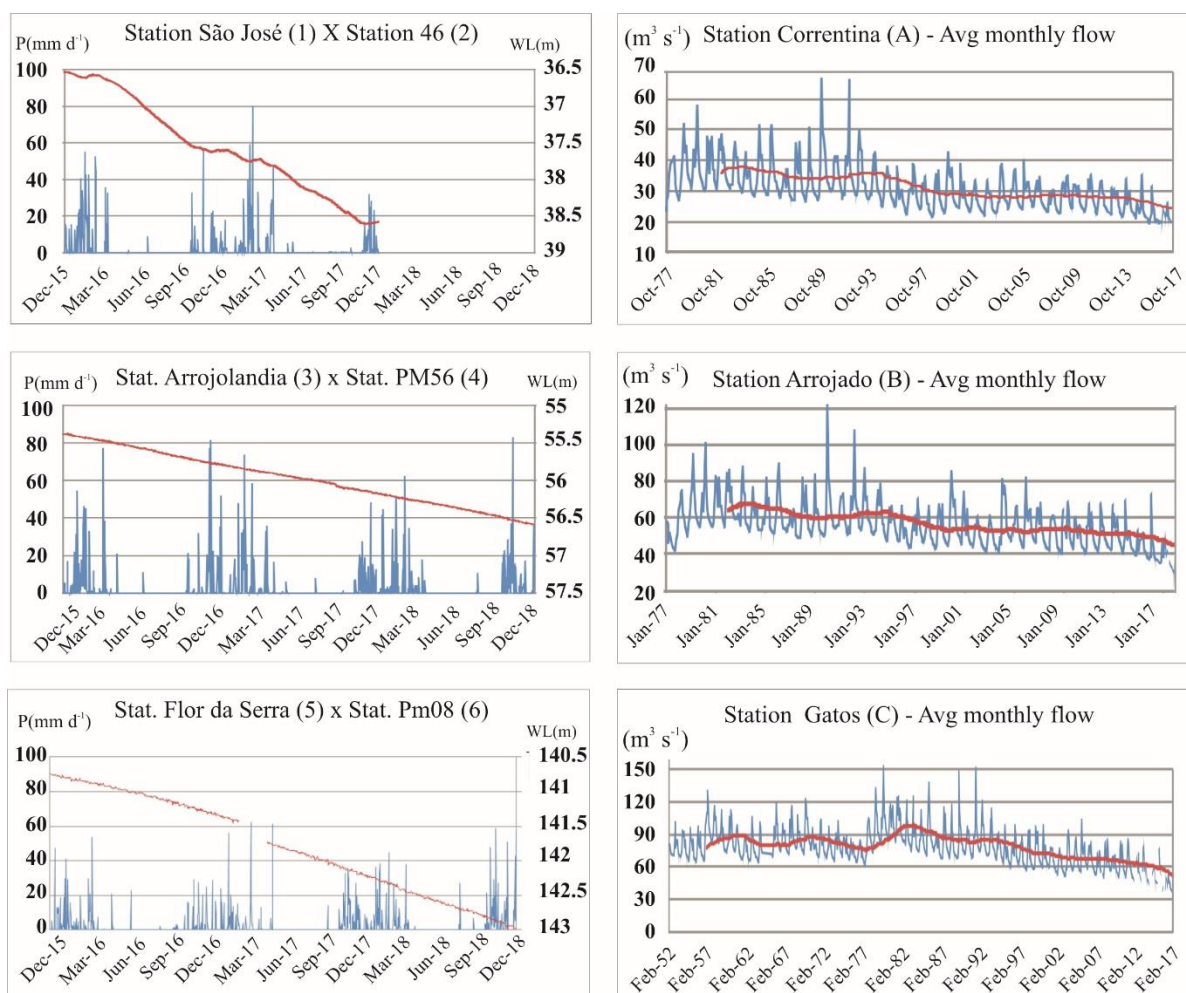 Station São José (1) X Station 46 (2)
P(mm d⁻¹)
WL(m)
100
80
60
40
20
0
36.5
37
37.5
38
38.5
39
Dec-15
Mar-16
Jun-16
Sep-16
Dec-16
Mar-17
Jun-17
Sep-17
Dec-17
Mar-18
Jun-18
Sep-18
Dec-18
Station Correntina (A) - Avg monthly flow
(m³ s⁻¹)
70
60
50
40
30
20
10
Oct-77
Oct-81
Oct-85
Oct-89
Oct-93
Oct-97
Oct-01
Oct-05
Oct-09
Oct-13
Oct-17
Stat. Arrojolandia (3) x Stat. PM56 (4)
P(mm d⁻¹)
WL(m)
100
80
60
40
20
0
55
55.5
56
56.5
57
57.5
Dec-15
Mar-16
Jun-16
Sep-16
Dec-16
Mar-17
Jun-17
Sep-17
Dec-17
Mar-18
Jun-18
Sep-18
Dec-18
Station Arrojado (B) - Avg monthly flow
(m³ s⁻¹)
120
100
80
60
40
20
Jan-77
Jan-81
Jan-85
Jan-89
Jan-93
Jan-97
Jan-01
Jan-05
Jan-09
Jan-13
Jan-17
Stat. Flor da Serra (5) x Stat. Pm08 (6)
P(mm d⁻¹)
WL(m)
100
80
60
40
20
0
140.5
141
141.5
142
142.5
143
Dec-15
Mar-16
Jun-16
Sep-16
Dec-16
Mar-17
Jun-17
Sep-17
Dec-17
Mar-18
Jun-18
Sep-18
Dec-18
Station Gatos (C) - Avg monthly flow
(m³ s⁻¹)
150
120
90
60
30
0
Feb-52
Feb-57
Feb-62
Feb-67
Feb-72
Feb-77
Feb-82
Feb-87
Feb-92
Feb-97
Feb-02
Feb-07
Feb-12
Feb-17